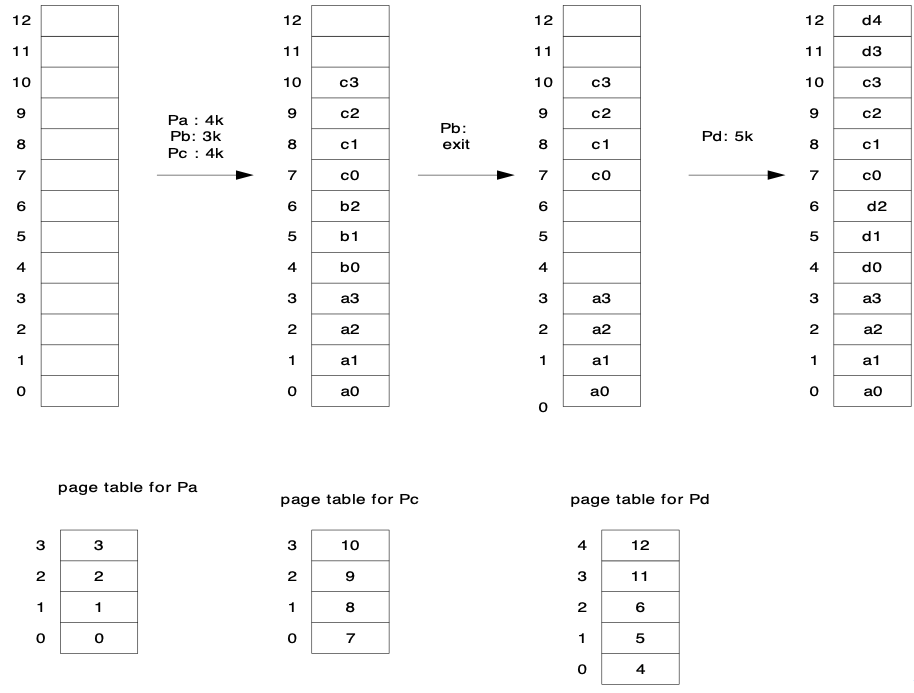 12 12 12 12 d4
11 11 11 11 d3
10 10 c3 10 c3 10 c3
9 9 c2 9 c2 9 c2
Pa : 4k
Pb: 3k
Pc : 4k
Pb:
exit
Pd: 5k
8 8 c1 8 c1 8 c1
7 7 c0 7 c0 7 c0
6 6 b2 6 6 d2
5 5 b1 5 5 d1
4 4 b0 4 4 d0
3 3 a3 3 a3 3 a3
2 2 a2 2 a2 2 a2
1 1 a1 1 a1 1 a1
0 0 a0 0 a0 0 a0
page table for Pa
3 3
2 2
1 1
0 0
page table for Pc
3 10
2 9
1 8
0 7
page table for Pd
4 12
3 11
2 6
1 5
0 4